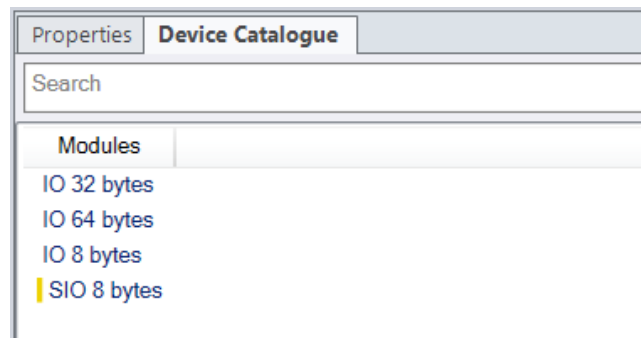 Properties Device Catalogue
Search
Modules
IO 32 bytes
IO 64 bytes
IO 8 bytes
SIO 8 bytes